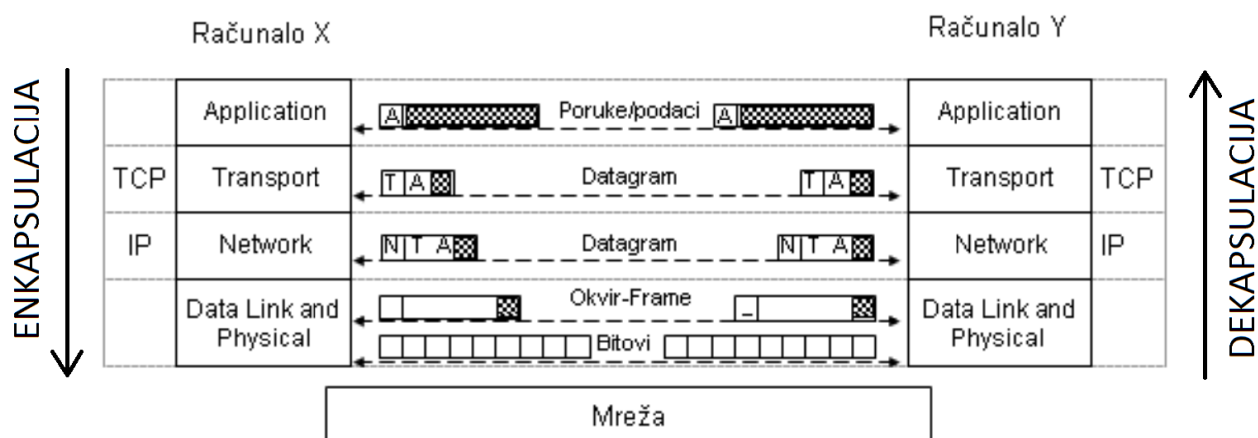 Računalo X
Računalo Y
ENKAPSULACIJA
DEKAPSULACIJA
Application
A
Poruke/podaci
A
Application
TCP
Transport
T A
Datagram
T A
Transport
TCP
IP
Network
N T A
Datagram
N T A
Network
IP
Data Link and
Physical
Okvir-Frame
Bitovi
Data Link and
Physical
Mreža